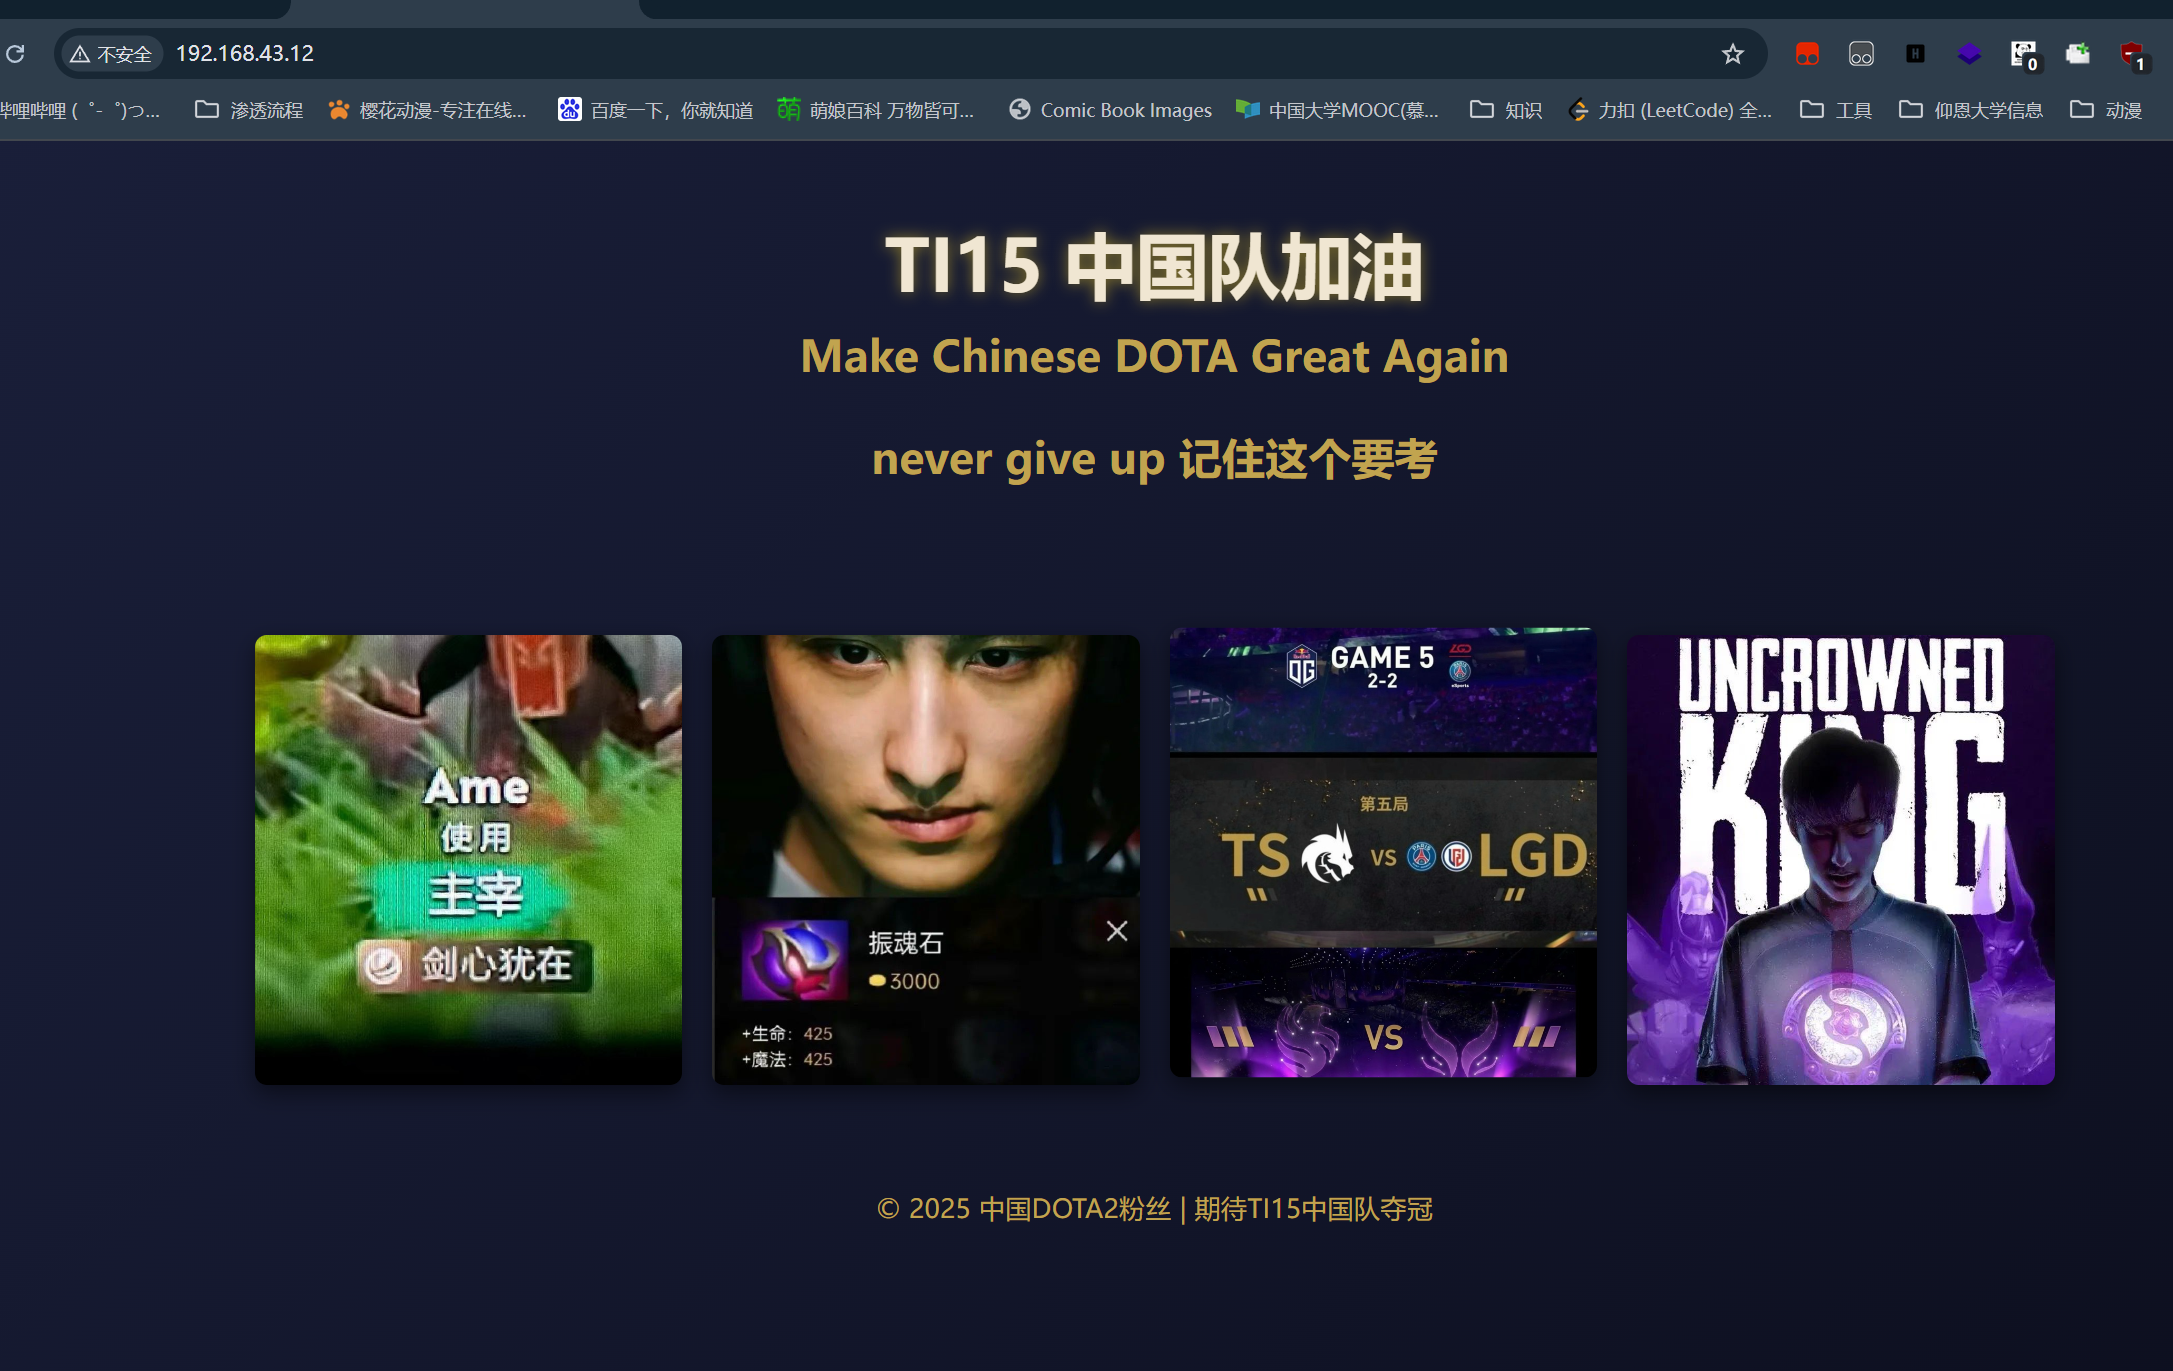 不安全
192.168.43.12
0
1
哔哩哔哩 (゜-゜)つ...
渗透流程
樱花动漫-专注在线...
百度一下，你就知道
萌娘百科 万物皆可...
Comic Book Images
中国大学MOOC(慕...
知识
力扣 (LeetCode) 全...
工具
仰恩大学信息
动漫
TI15 中国队加油
Make Chinese DOTA Great Again
never give up 记住这个要考
Ame
使用
主宰
剑心犹在
振魂石
3000
+生命： 425
+魔法： 425
OG
GAME 5
2-2
LGD
第五局
TS VS LGD
VS
UNCROWNED
KING
© 2025 中国DOTA2粉丝 | 期待TI15中国队夺冠